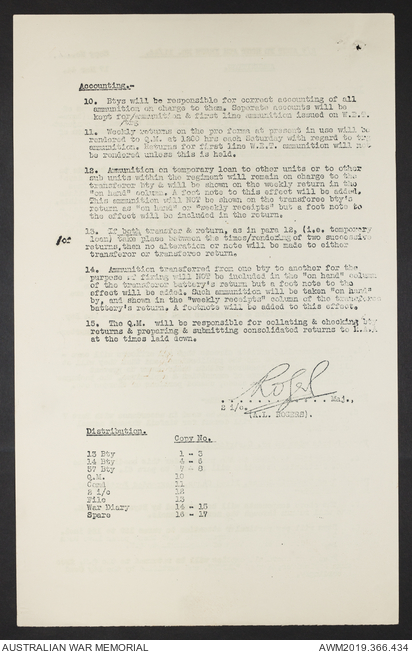 Accounting.-
10. Btys will be responsible for correct accounting of all
ammunition on charge to them. Separate accounts will be
kept for ammunition & first line ammunition issued on W.E.T.
11. Weekly returns on the pro forma at present in use will be
rendered to Q.M. at 1200 hrs each Saturday with regard to
ammunition. Returns for first line W.E.T. ammunition will not
be rendered unless this is held.
12. Ammunition on temporary loan to other units or to other
sub units within the regiment will remain on charge to the
transferor bty & will be shown on the weekly return in the
"on hand" column. A foot note to this effect will be added.
This ammunition will NOT be shown on the transferee bty's
return as "on hand" or "weekly receipts" but a foot note to
the effect will be included in the return.
13. If both transfer & return, as in para 12, (i.e. temporary
/of loan) take place between the times/rendering of two successive
returns, then no alteration or note will be made to either
transferor or transferee return.
14. Ammunition transferred from one bty to another for the
purpose of firing will NOT be included in the "on hand" column
of the transferor battery's return but a foot note to the
effect will be added. Such ammunition will be taken "on hand"
by, and shown in the "weekly receipts" column of the transferee
battery's return. A footnote will be added to this effect.
15. The Q.M. will be responsible for collating & checking bty
returns & preparing & submitting consolidated returns to
at the times laid down.
Maj.,
2 i/c.
(A.L. ROGERS).
Distribution. Copy No.
13 Bty 1 - 3
14 Bty 4 - 6
37 Bty 7 - 9
Q.M. 10
Comd 11
2 i/c 12
File 13
War Diary 14 - 15
Spare 16 - 17
AUSTRALIAN WAR MEMORIAL AWM2019.366.434